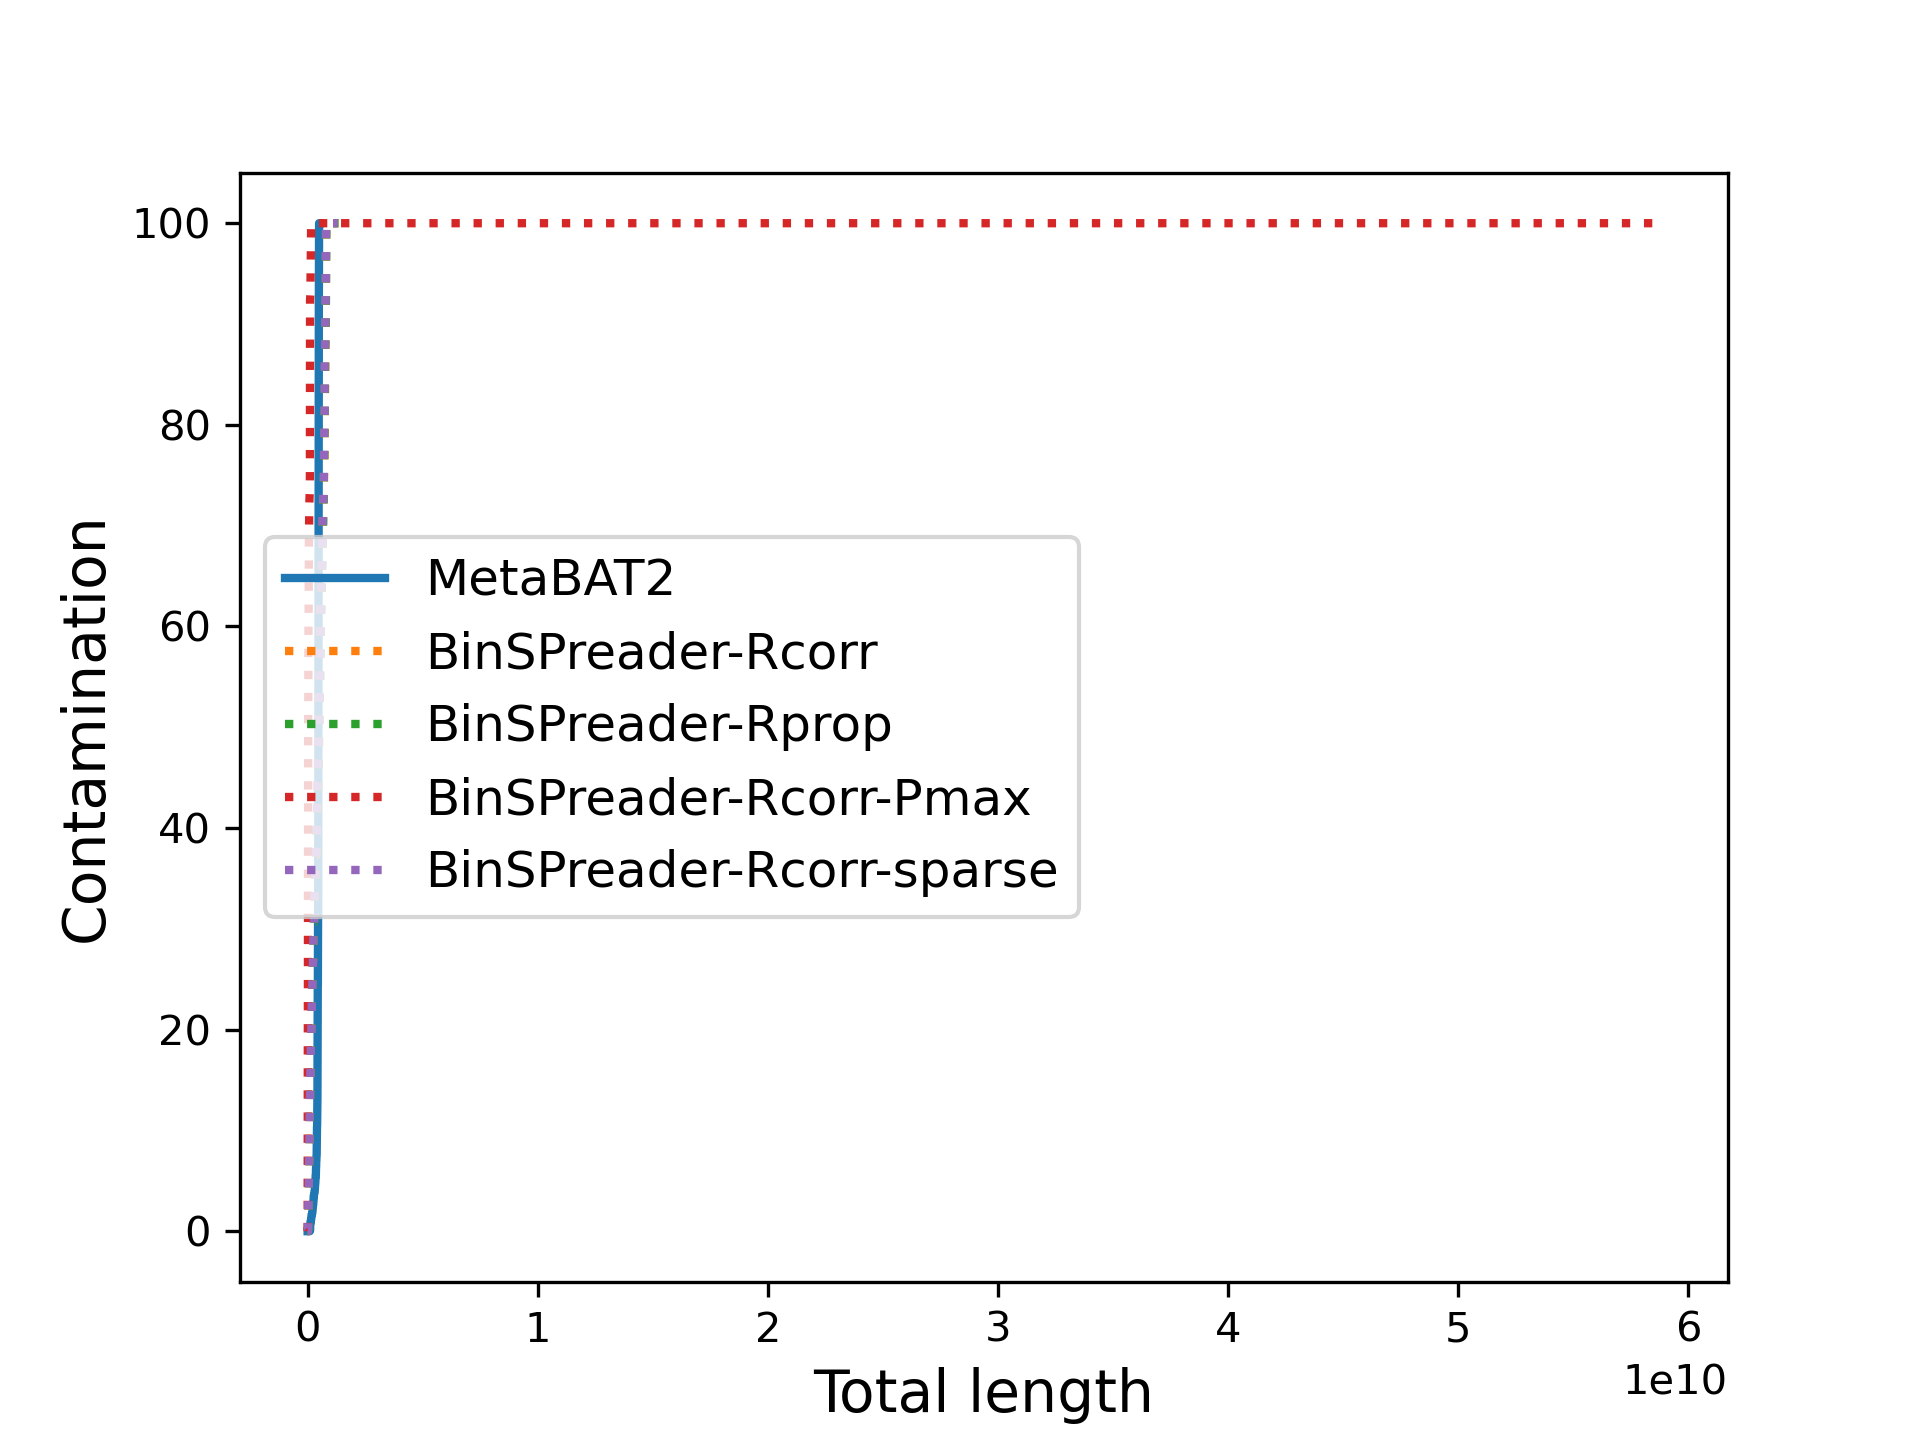 100
80
60
40
20
0
Contamination
MetaBAT2
BinSPreader-Rcorr
BinSPreader-Rprop
BinSPreader-Rcorr-Pmax
BinSPreader-Rcorr-sparse
0 1 2 3 4 5 6
1e10
Total length